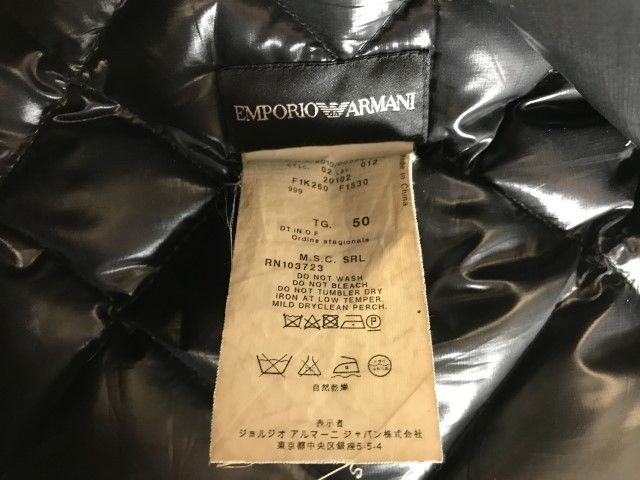 EMPORIO ARMANI
02 012
20102
F1K260 F1530
999
TG. 50
DT IN.O F
Ordine stagionale
M.S.C. SRL
RN103723
DO NOT WASH
DO NOT BLEACH
DO NOT TUMBLER DRY
IRON AT LOW TEMPER.
MILD DRYCLEAN PERCH.
P
自然乾燥
表示者
ジョルジオ アルマーニ ジャパン株式会社
東京都中央区銀座5-5-4
Made in China